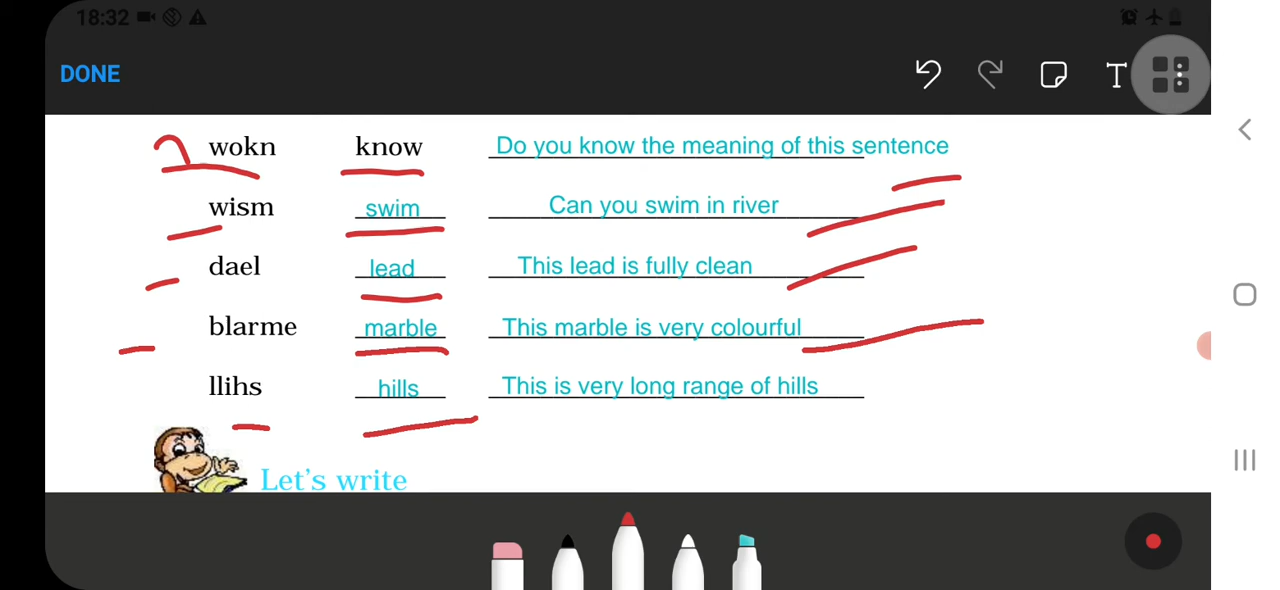 18:32
DONE
T
wokn know Do you know the meaning of this sentence
wism swim Can you swim in river
dael lead This lead is fully clean
blarme marble This marble is very colourful
llihs hills This is very long range of hills
Let's write